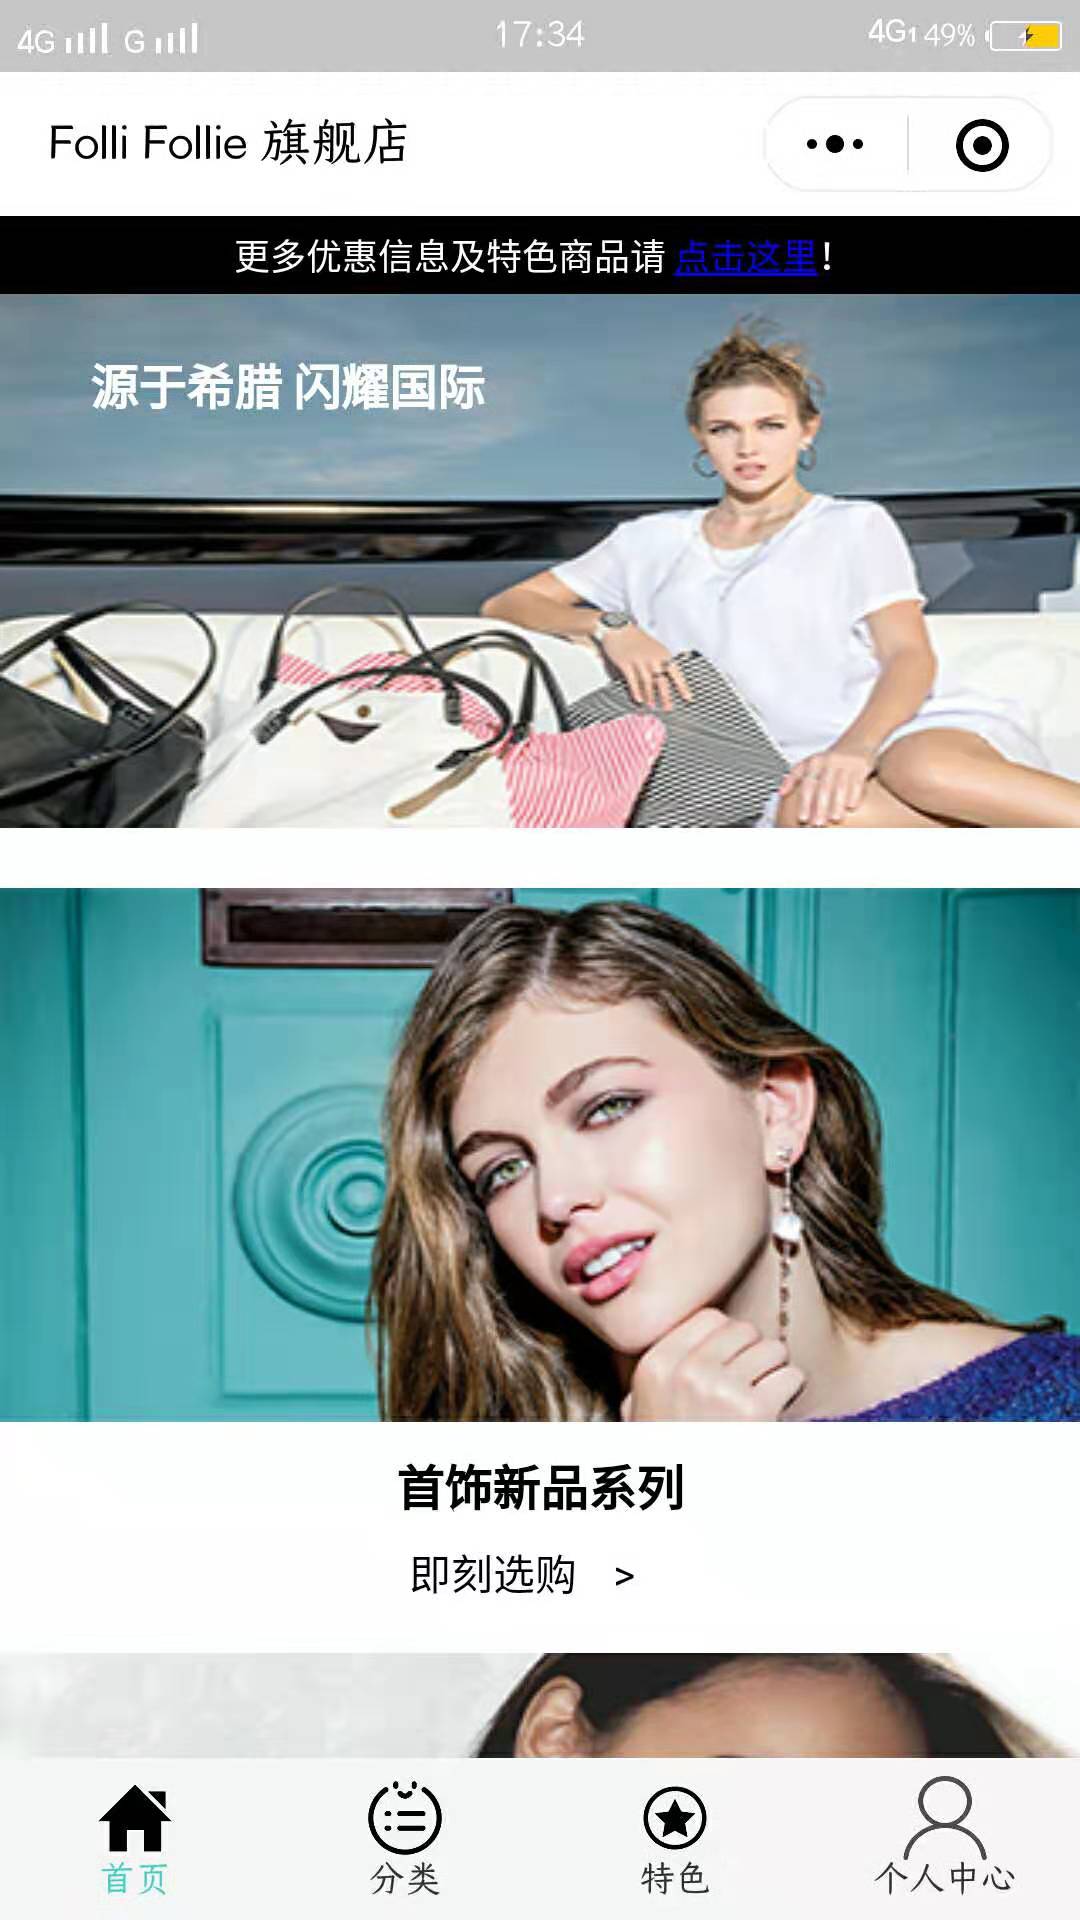 4G G 17:34 4G1 49%
Folli Follie 旗舰店
更多优惠信息及特色商品请 点击这里!
源于希腊 闪耀国际
首饰新品系列
即刻选购 >
首页 分类 特色 个人中心